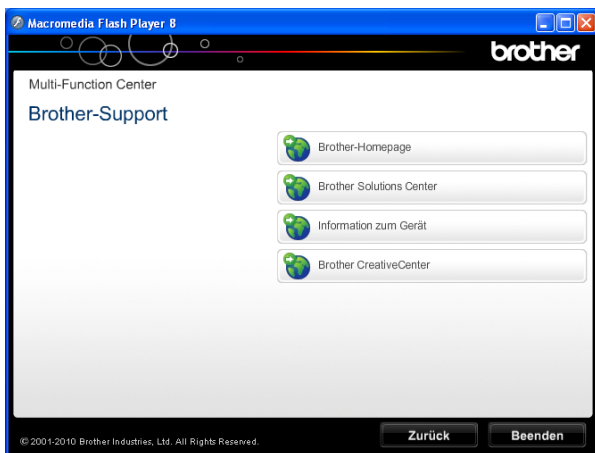 Macromedia Flash Player 8
brother
Multi-Function Center
Brother-Support
Brother-Homepage
Brother Solutions Center
Information zum Gerät
Brother CreativeCenter
© 2001-2010 Brother Industries, Ltd. All Rights Reserved.
Zurück
Beenden